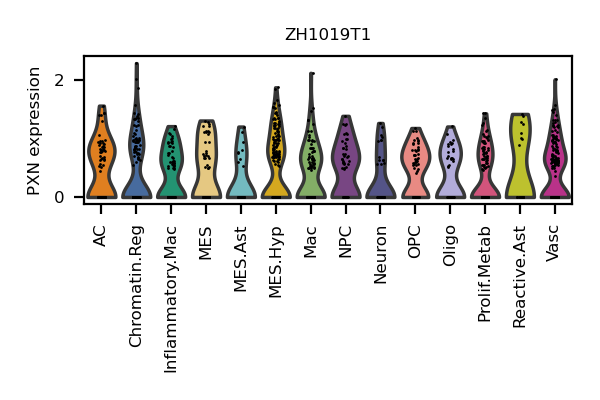 ZH1019T1
PXN expression
2
0
AC
Chromatin.Reg
Inflammatory.Mac
MES
MES.Ast
MES.Hyp
Mac
NPC
Neuron
OPC
Oligo
Prolif.Metab
Reactive.Ast
Vasc